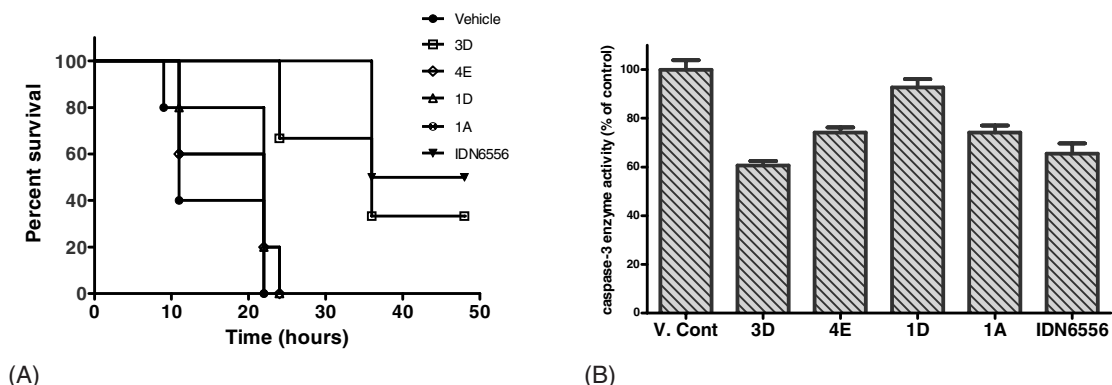 Vehicle
3D
4E
1D
1A
IDN6556
Percent survival
100
80
60
40
20
0
0 10 20 30 40 50
Time (hours)
(A)
caspase-3 enzyme activity (% of control)
100
80
60
40
20
0
V. Cont 3D 4E 1D 1A IDN6556
(B)